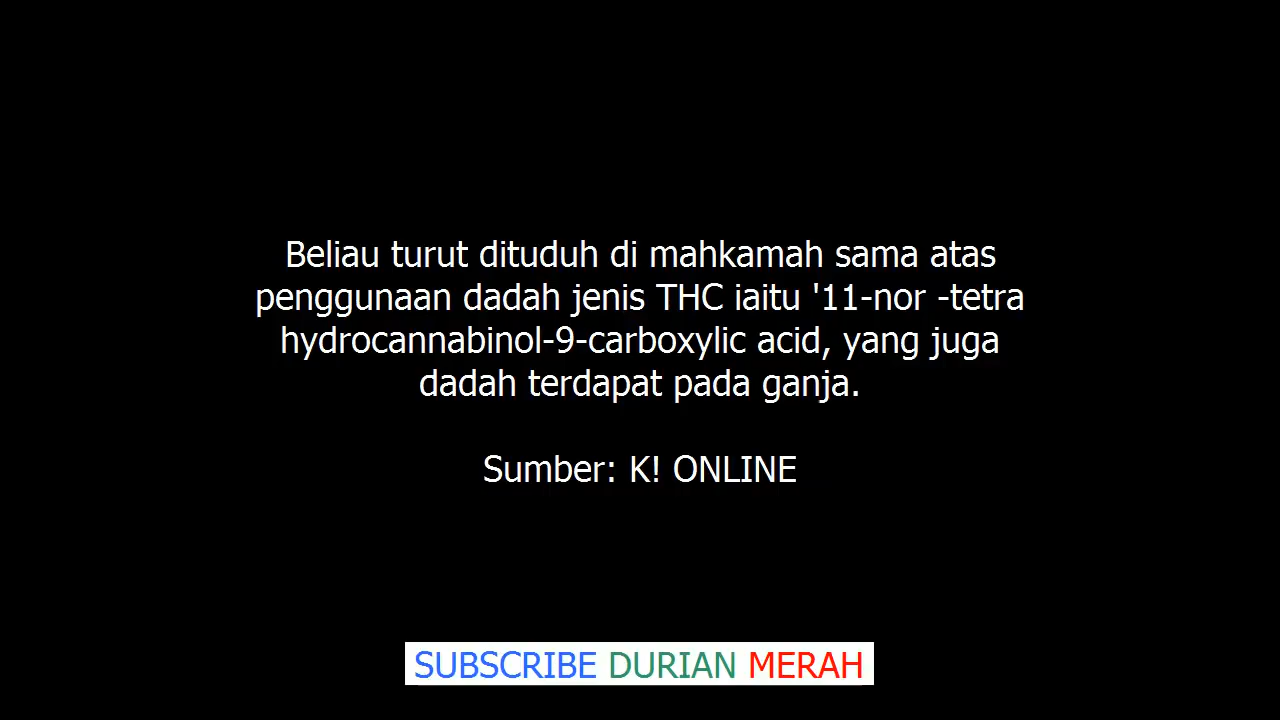 Beliau turut dituduh di mahkamah sama atas
penggunaan dadah jenis THC iaitu '11-nor -tetra
hydrocannabinol-9-carboxylic acid, yang juga
dadah terdapat pada ganja.
Sumber: K! ONLINE
SUBSCRIBE DURIAN MERAH